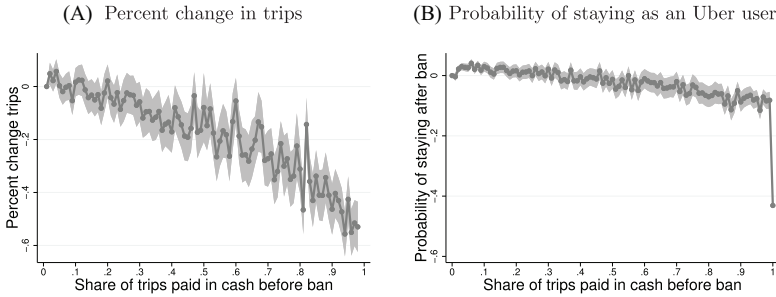 (A) Percent change in trips
Percent change trips
0
-.2
-.4
-.6
0 .1 .2 .3 .4 .5 .6 .7 .8 .9 1
Share of trips paid in cash before ban
(B) Probability of staying as an Uber user
Probability of staying after ban
0
-.2
-.4
-.6
0 .1 .2 .3 .4 .5 .6 .7 .8 .9 1
Share of trips paid in cash before ban